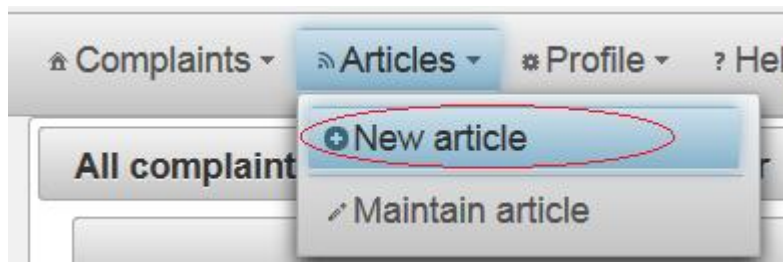 Complaints Articles Profile ?
New article
All complaint
Maintain article